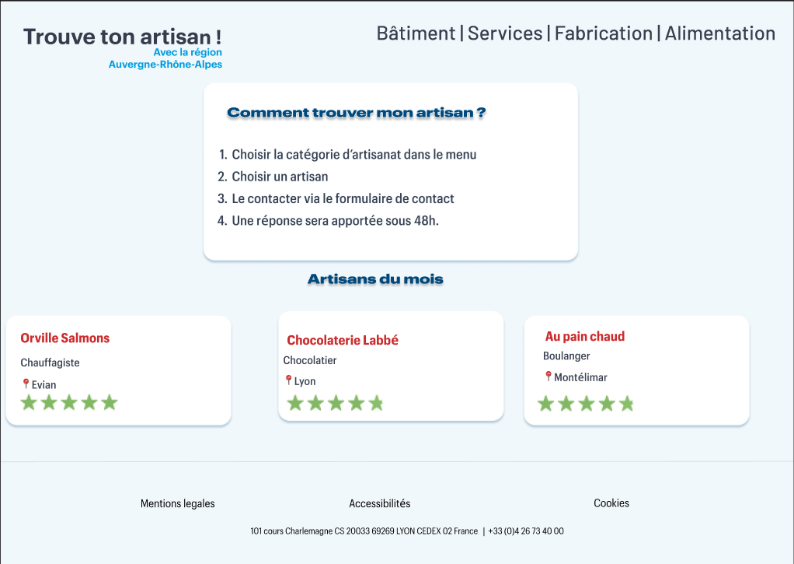 Trouve ton artisan !
Avec la région
Auvergne-Rhône-Alpes
Bâtiment | Services | Fabrication | Alimentation
Comment trouver mon artisan ?
1. Choisir la catégorie d'artisanat dans le menu
2. Choisir un artisan
3. Le contacter via le formulaire de contact
4. Une réponse sera apportée sous 48h.
Artisans du mois
Orville Salmons
Chauffagiste
Evian
Chocolaterie Labbé
Chocolatier
Lyon
Au pain chaud
Boulanger
Montélimar
Mentions legales
Accessibilités
Cookies
101 cours Charlemagne CS 20033 69269 LYON CEDEX 02 France | +33 (0)4 26 73 40 00